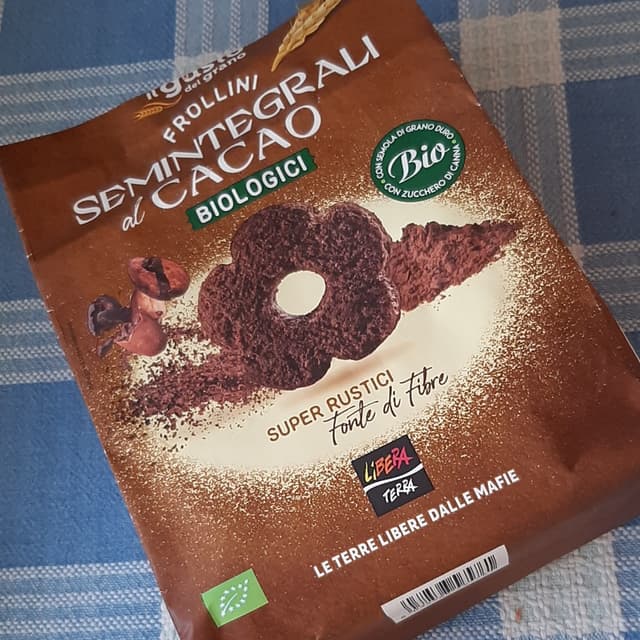 il gusto
del grano
FROLLINI
SEMINTEGRALI
al CACAO
BIOLOGICI
CON SEMOLA DI GRANO DURO
Bio
CON ZUCCHERO DI CANNA
SUPER RUSTICI
Fonte di Fibre
LIBERA
TERRA
LE TERRE LIBERE DALLE MAFIE